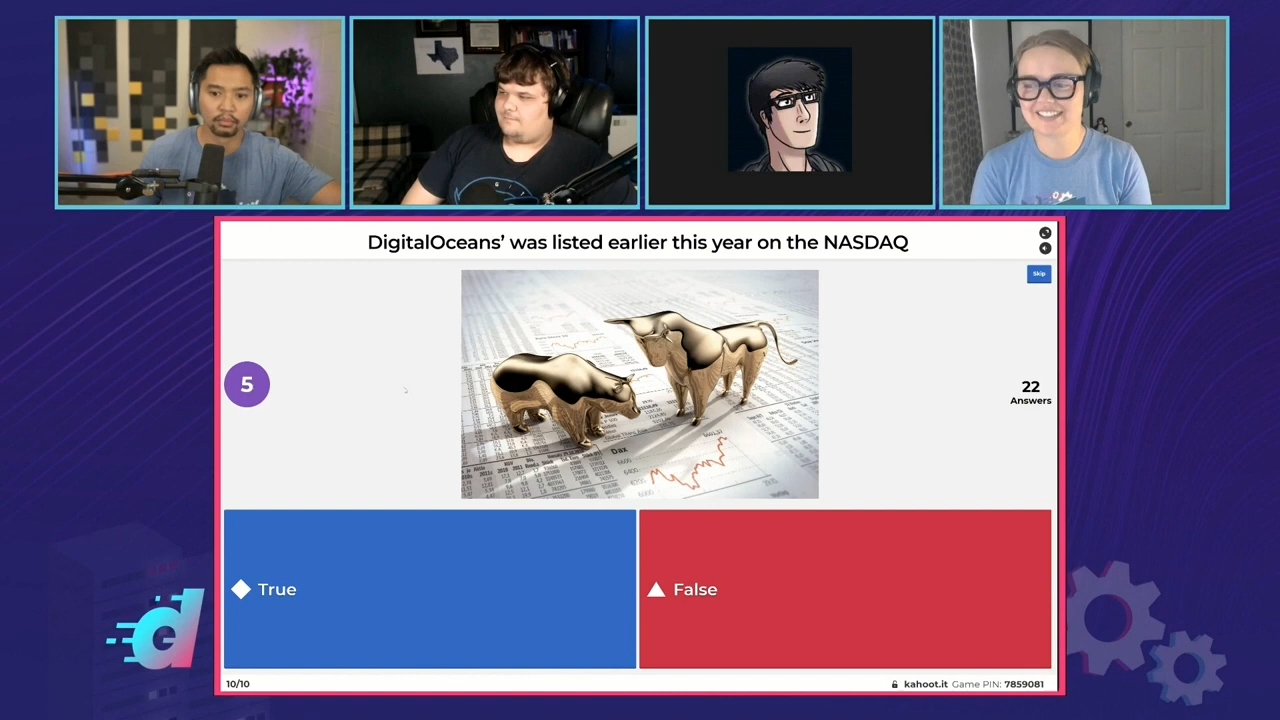 DigitalOceans’ was listed earlier this year on the NASDAQ
Skip
5
22
Answers
Dax
True
False
10/10
kahoot.it Game PIN: 7859081